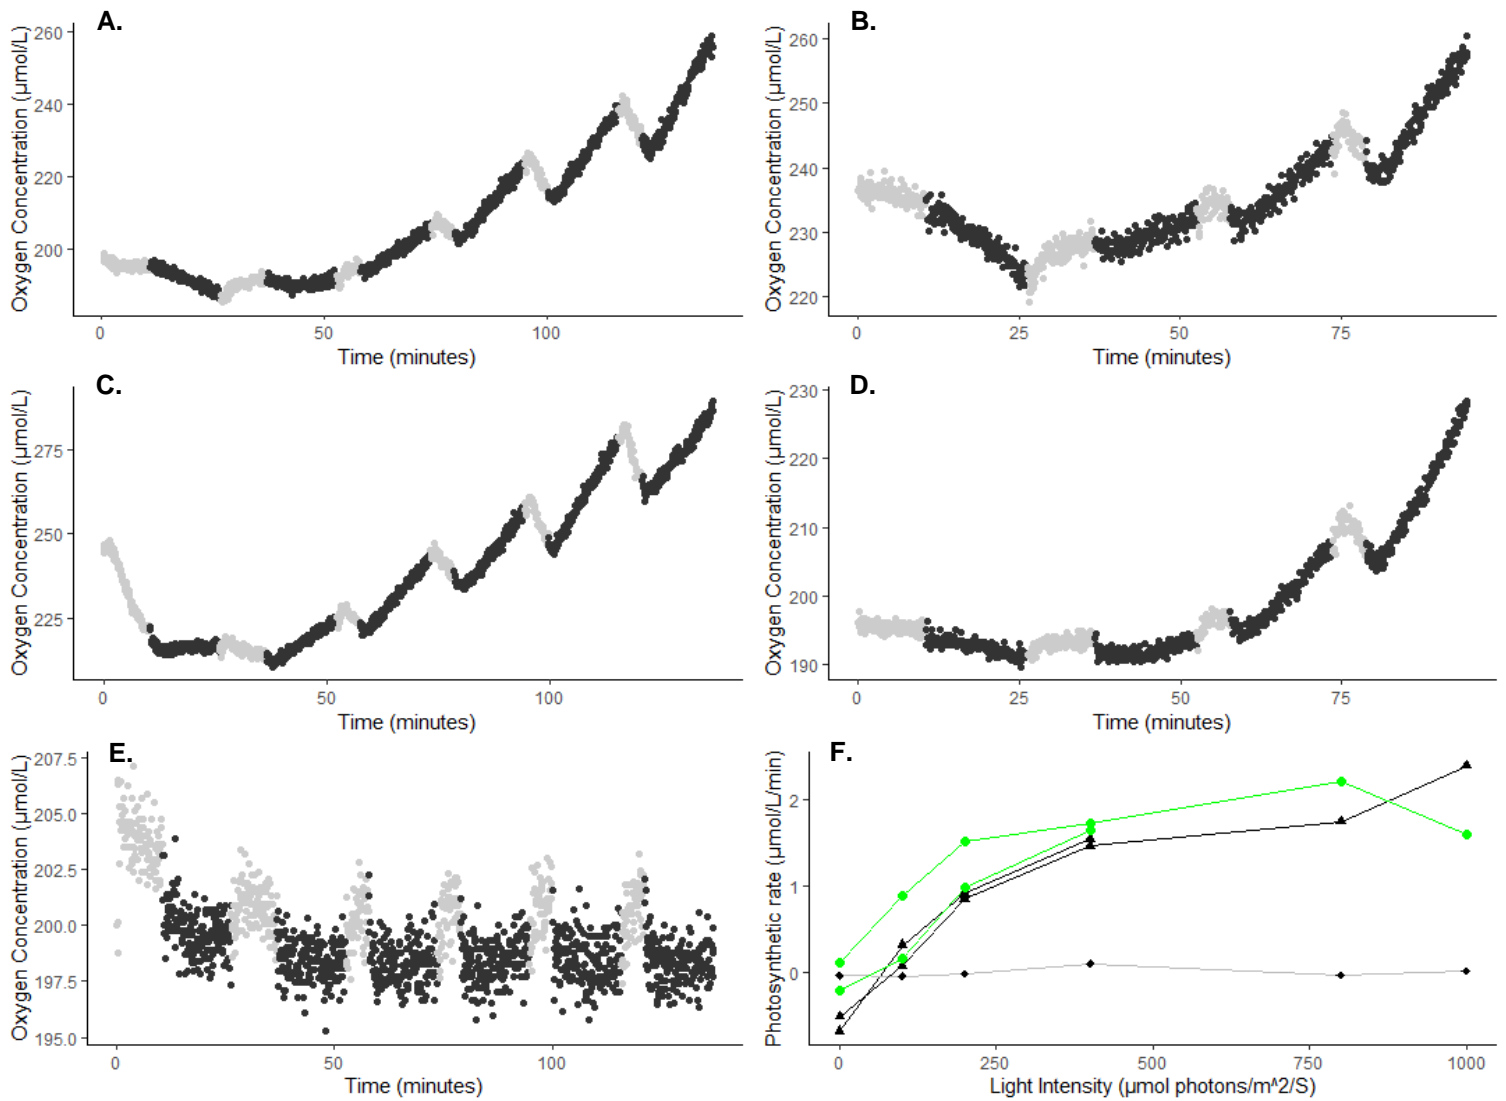 A.
Oxygen Concentration (µmol/L)
260
240
220
200
0
50
100
Time (minutes)
B.
Oxygen Concentration (µmol/L)
260
250
240
230
220
0
25
50
75
Time (minutes)
C.
Oxygen Concentration (µmol/L)
275
250
225
0
50
100
Time (minutes)
D.
Oxygen Concentration (µmol/L)
230
220
210
200
190
0
25
50
75
Time (minutes)
E.
Oxygen Concentration (µmol/L)
207.5
205.0
202.5
200.0
197.5
195.0
0
50
100
Time (minutes)
F.
Photosynthetic rate (µmol/L/min)
2
1
0
0
250
500
750
1000
Light Intensity (µmol photons/m^2/S)